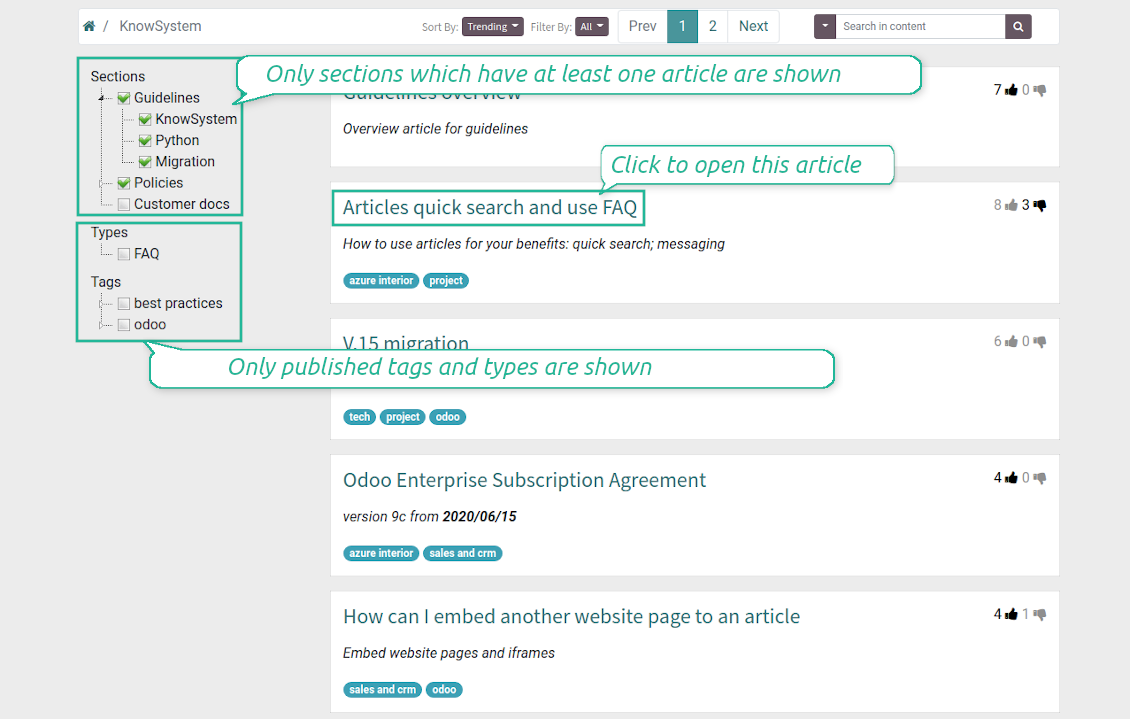 / KnowSystem
Sort By: Trending Filter By: All Prev 1 2 Next Search in content
Sections
Guidelines
KnowSystem
Python
Migration
Policies
Customer docs
Types
FAQ
Tags
best practices
odoo
Only sections which have at least one article are shown
Guidelines overview
7 0
Overview article for guidelines
Click to open this article
Articles quick search and use FAQ
8 3
How to use articles for your benefits: quick search; messaging
azure interior project
V.15 migration
6 0
Only published tags and types are shown
tech project odoo
Odoo Enterprise Subscription Agreement
4 0
version 9c from 2020/06/15
azure interior sales and crm
How can I embed another website page to an article
4 1
Embed website pages and iframes
sales and crm odoo